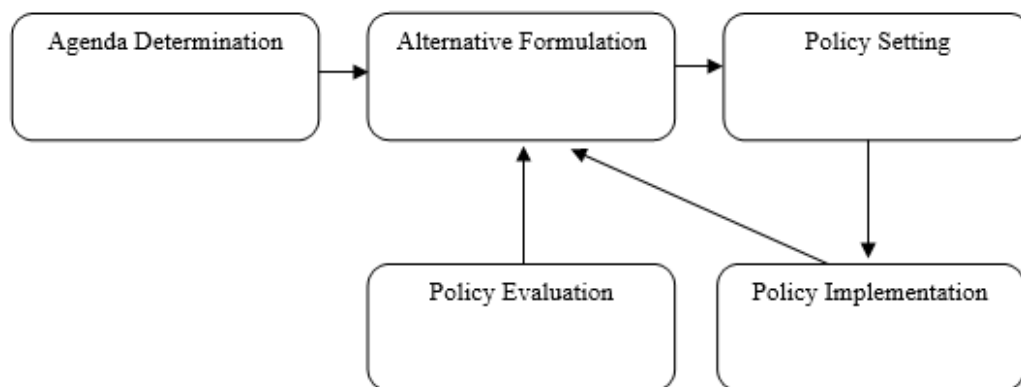 Agenda Determination
Alternative Formulation
Policy Setting
Policy Evaluation
Policy Implementation